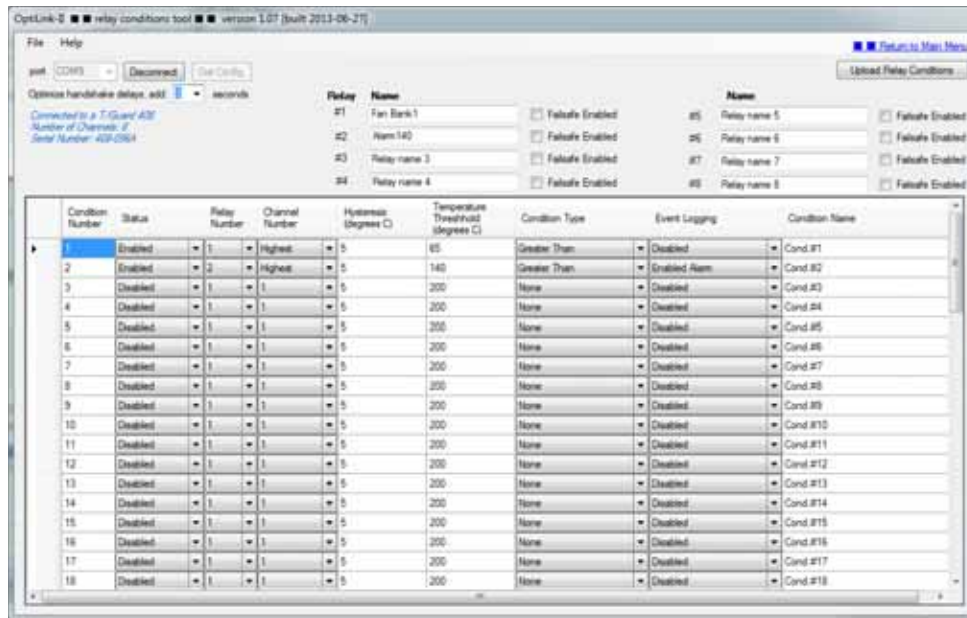 OptiLink-II ■ ■ relay conditions tool ■ ■ version 1.07 [built 2013-06-27]
File Help
■ ■ Return to Main Menu
port COM5 Disconnect Get Config Upload Relay Conditions
Optimize handshake delays, add seconds
Connected to a T/Guard 408
Number of Channels: 8
Serial Number: 408-0964
Relay Name Name
#1 Fan Bank1 Failsafe Enabled #5 Relay name 5 Failsafe Enabled
#2 Alarm140 Failsafe Enabled #6 Relay name 6 Failsafe Enabled
#3 Relay name 3 Failsafe Enabled #7 Relay name 7 Failsafe Enabled
#4 Relay name 4 Failsafe Enabled #8 Relay name 8 Failsafe Enabled
Condition Number Status Relay Number Channel Number Hysteresis (degrees C) Temperature Threshhold (degrees C) Condition Type Event Logging Condition Name
1 Enabled 1 Highest 5 65 Greater Than Disabled Cond.#1
2 Enabled 2 Highest 5 140 Greater Than Enabled Alarm Cond.#2
3 Disabled 1 1 5 200 None Disabled Cond.#3
4 Disabled 1 1 5 200 None Disabled Cond.#4
5 Disabled 1 1 5 200 None Disabled Cond.#5
6 Disabled 1 1 5 200 None Disabled Cond.#6
7 Disabled 1 1 5 200 None Disabled Cond.#7
8 Disabled 1 1 5 200 None Disabled Cond.#8
9 Disabled 1 1 5 200 None Disabled Cond.#9
10 Disabled 1 1 5 200 None Disabled Cond.#10
11 Disabled 1 1 5 200 None Disabled Cond.#11
12 Disabled 1 1 5 200 None Disabled Cond.#12
13 Disabled 1 1 5 200 None Disabled Cond.#13
14 Disabled 1 1 5 200 None Disabled Cond.#14
15 Disabled 1 1 5 200 None Disabled Cond.#15
16 Disabled 1 1 5 200 None Disabled Cond.#16
17 Disabled 1 1 5 200 None Disabled Cond.#17
18 Disabled 1 1 5 200 None Disabled Cond.#18